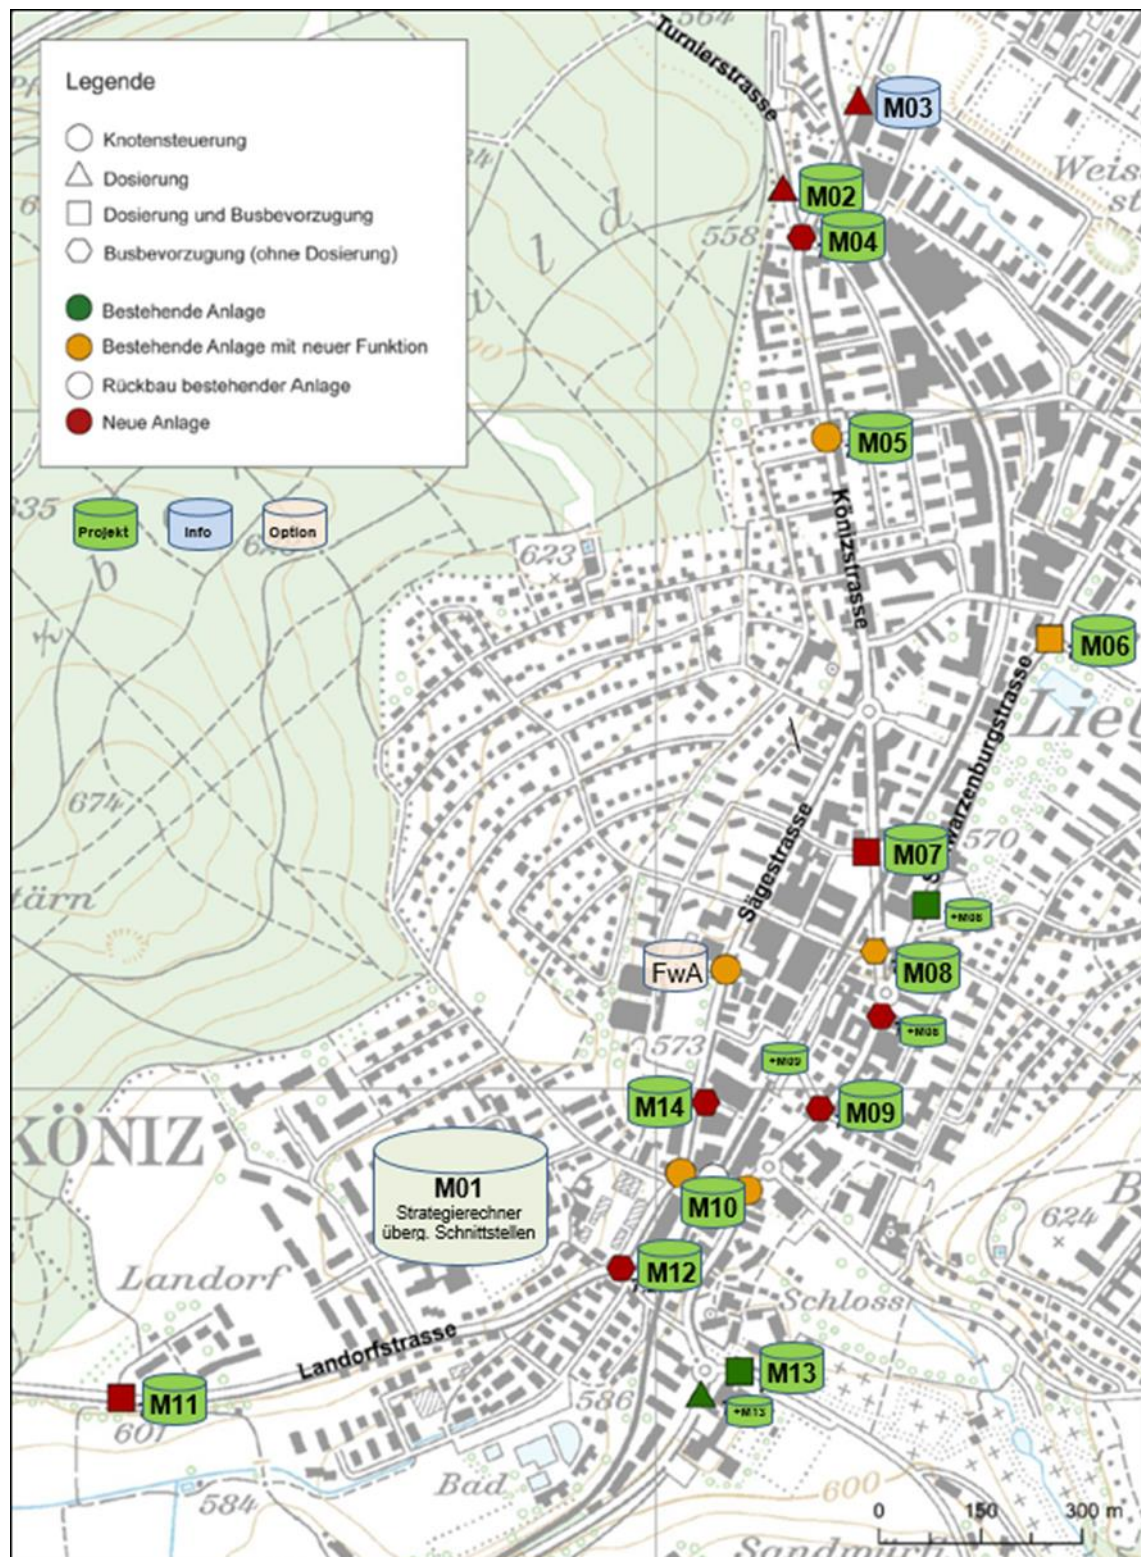 564
Turnierstrasse
Legende
Knotensteuerung
Dosierung
Dosierung und Busbevorzugung
Busbevorzugung (ohne Dosierung)
Bestehende Anlage
Bestehende Anlage mit neuer Funktion
Rückbau bestehender Anlage
Neue Anlage
M03
M02
558
M04
M05
Projekt
Info
Option
623
Könizstrasse
M06
674
Schwarzenburgstrasse
570
M07
Sägestrasse
+M08
FwA
M08
+M08
573
+M09
M14
M09
KÖNIZ
M01
Strategierechner
überg. Schnittstellen
M10
624
M12
Landorf
Schloss
Landorfstrasse
M13
M11
+M13
586
601
Bad
584
600
0 150 300 m
Sandwürfi